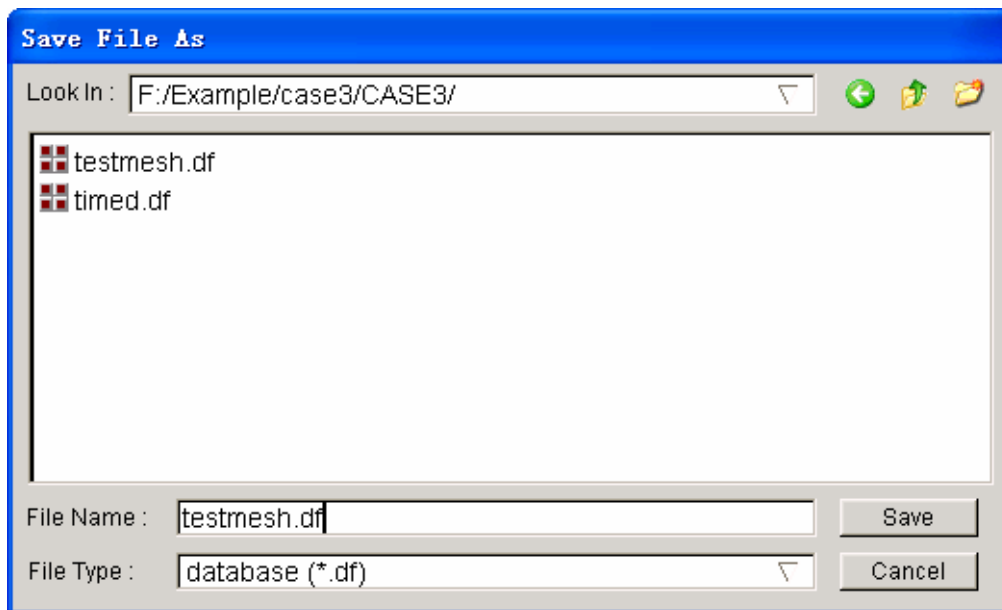 Save File As
Look In : F:/Example/case3/CASE3/
testmesh.df
timed.df
File Name : testmesh.df Save
File Type : database (*.df) Cancel